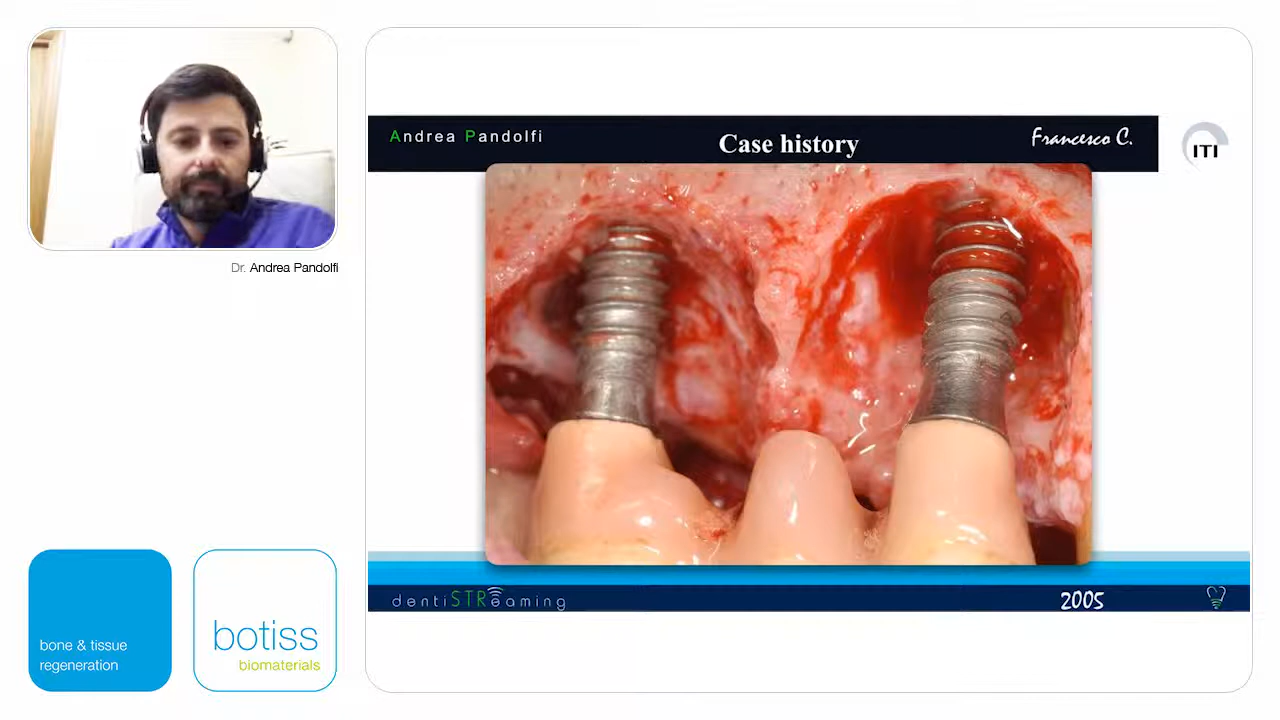 Dr. Andrea Pandolfi
bone & tissue
regeneration
botiss
biomaterials
Andrea Pandolfi
Case history
Francesco C.
ITI
dentiSTReaming
2005